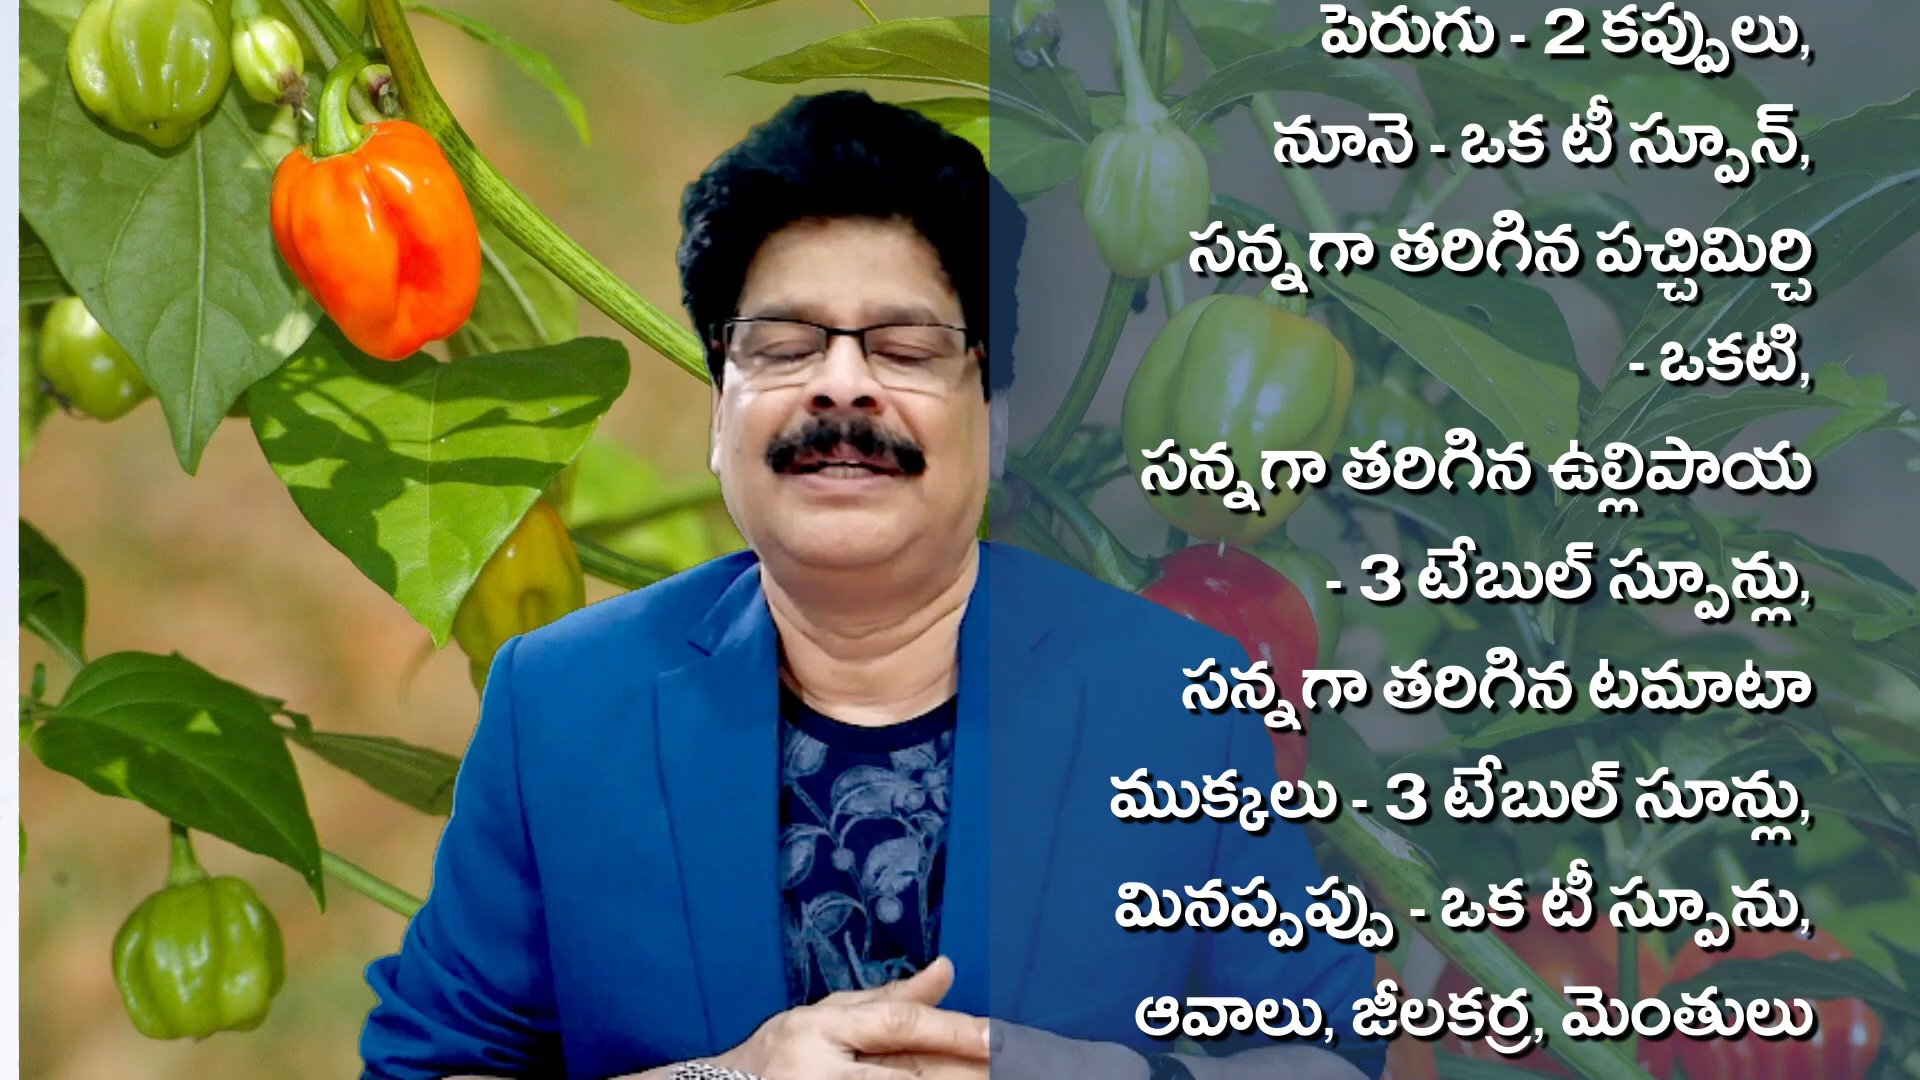 పెరుగు - 2 కప్పులు,
నూనె - ఒక టీ స్పూన్,
సన్నగా తరిగిన పచ్చిమిర్చి
- ఒకటి,
సన్నగా తరిగిన ఉల్లిపాయ
- 3 టేబుల్ స్పూన్లు,
సన్నగా తరిగిన టమాటా
ముక్కలు - 3 టేబుల్ సూన్లు,
మినప్పప్పు - ఒక టీ స్పూను,
ఆవాలు, జీలకర్ర, మెంతులు